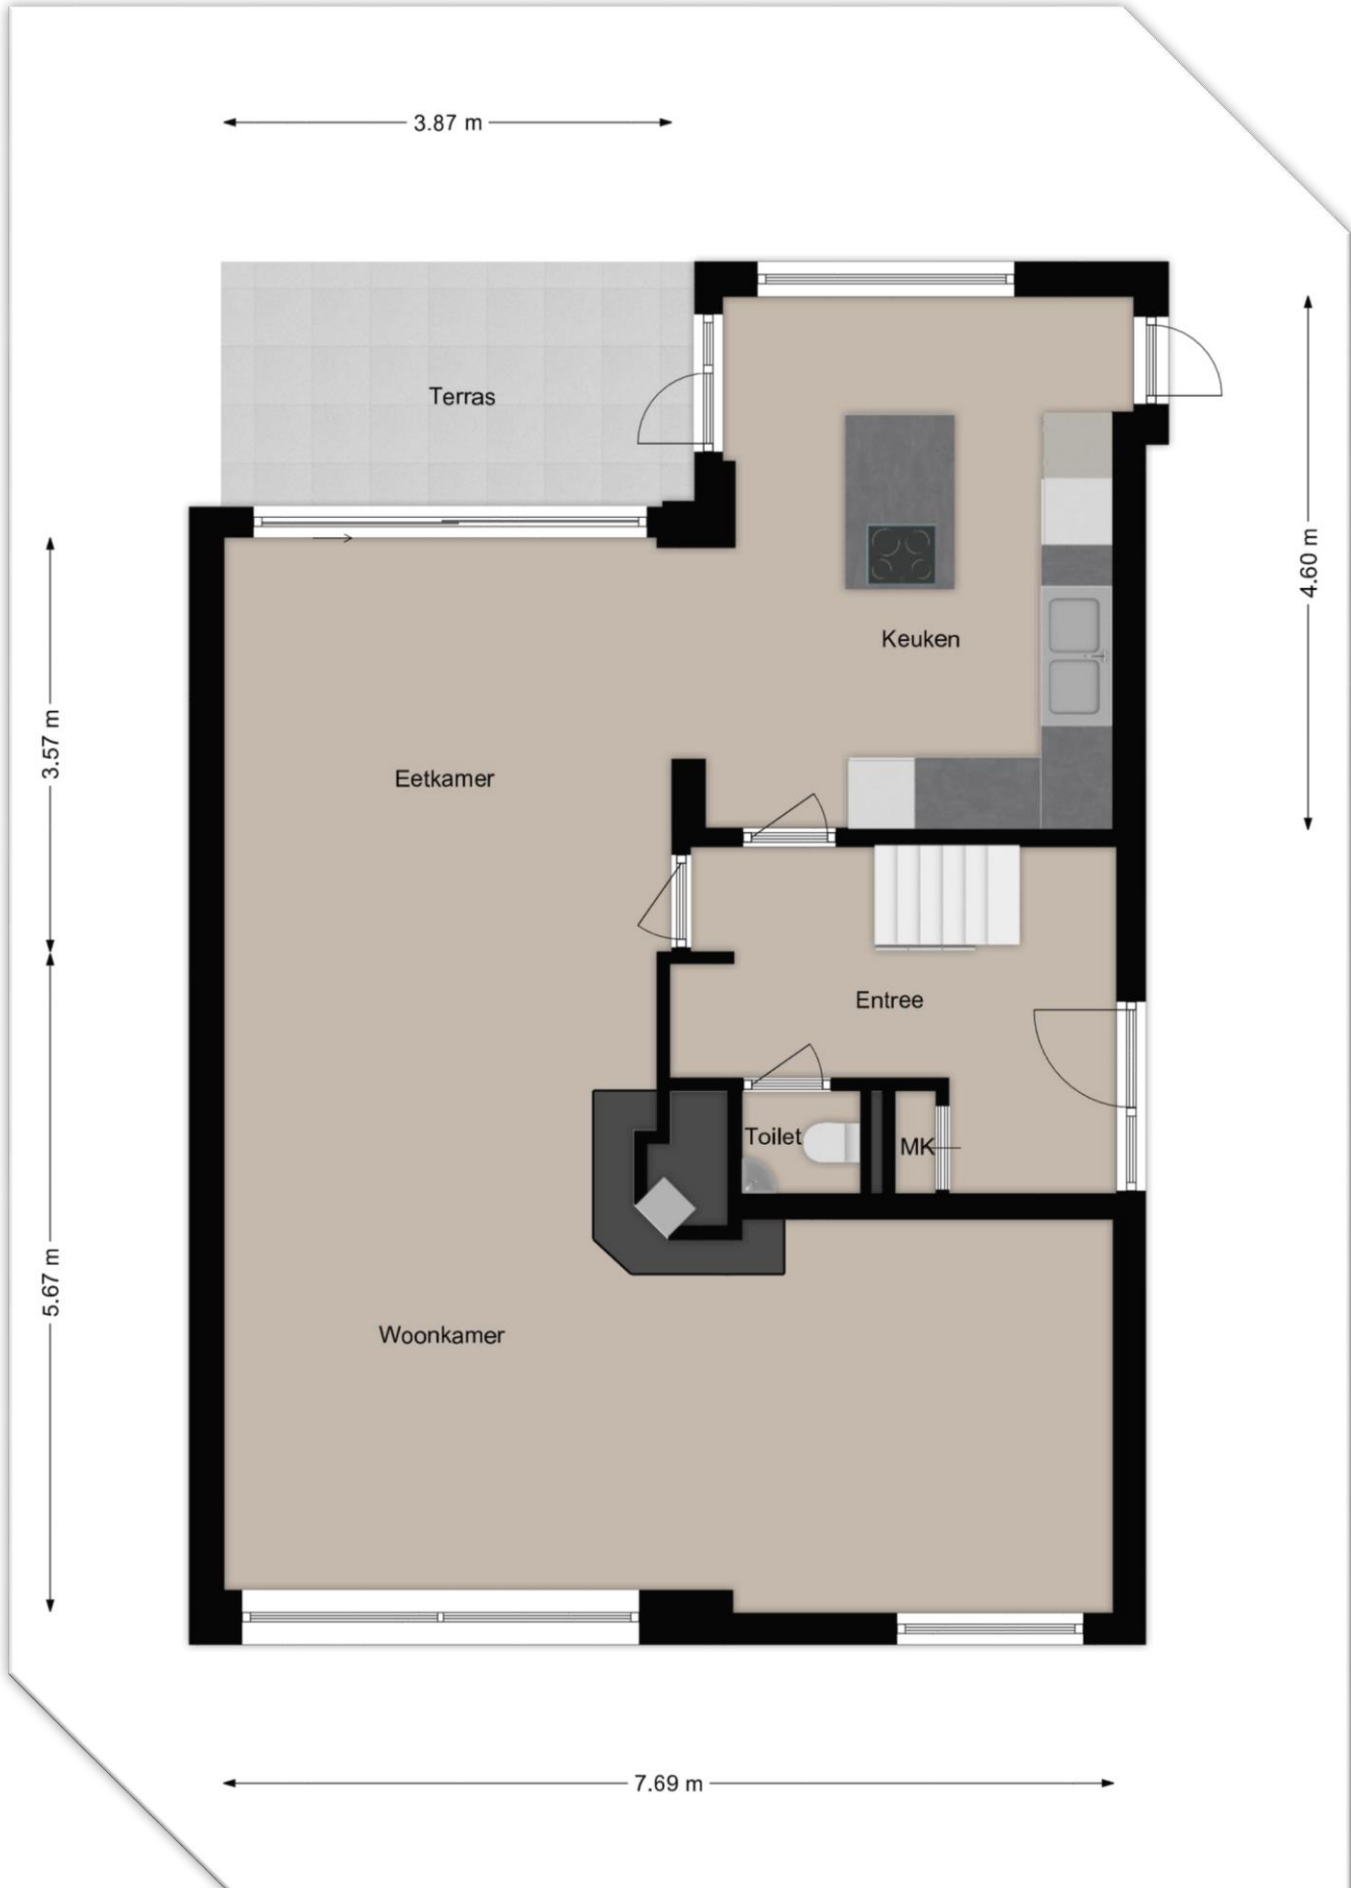 3.87 m
Terras
4.60 m
Keuken
3.57 m
Eetkamer
Entree
Toilet
MK
5.67 m
Woonkamer
7.69 m